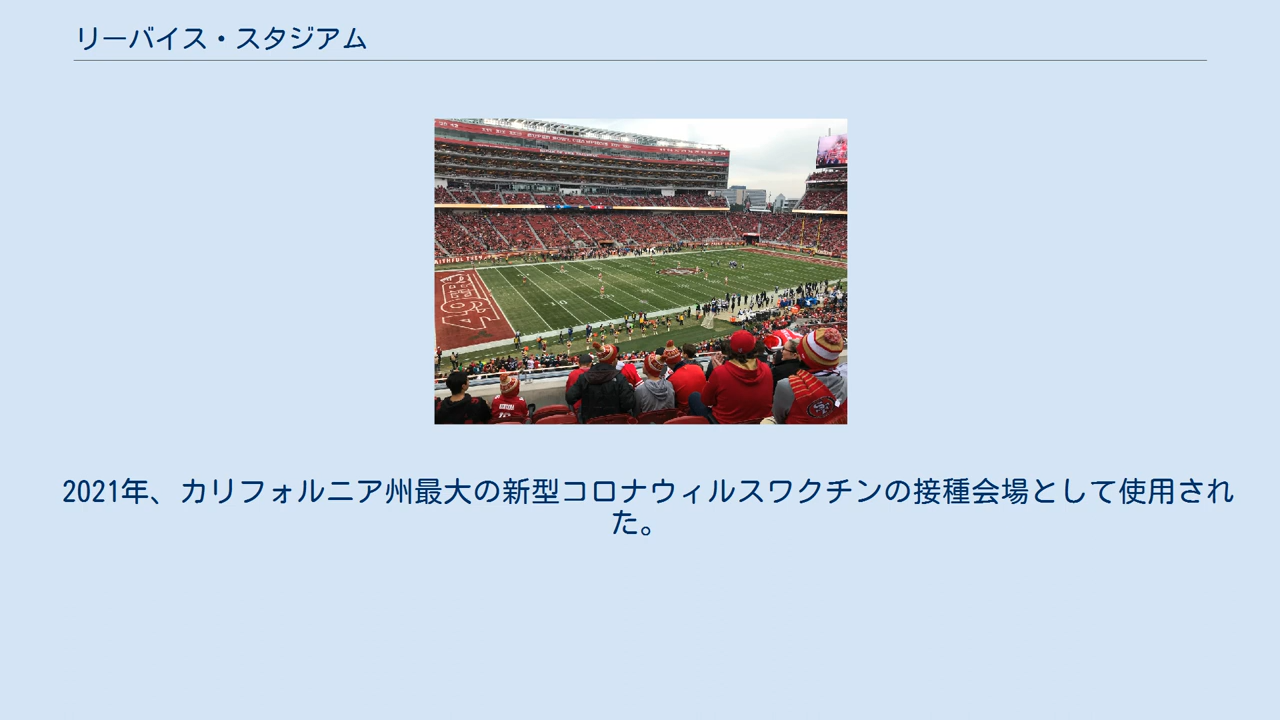 リーバイス・スタジアム
49ERS
2021年、カリフォルニア州最大の新型コロナウィルスワクチンの接種会場として使用され
た。